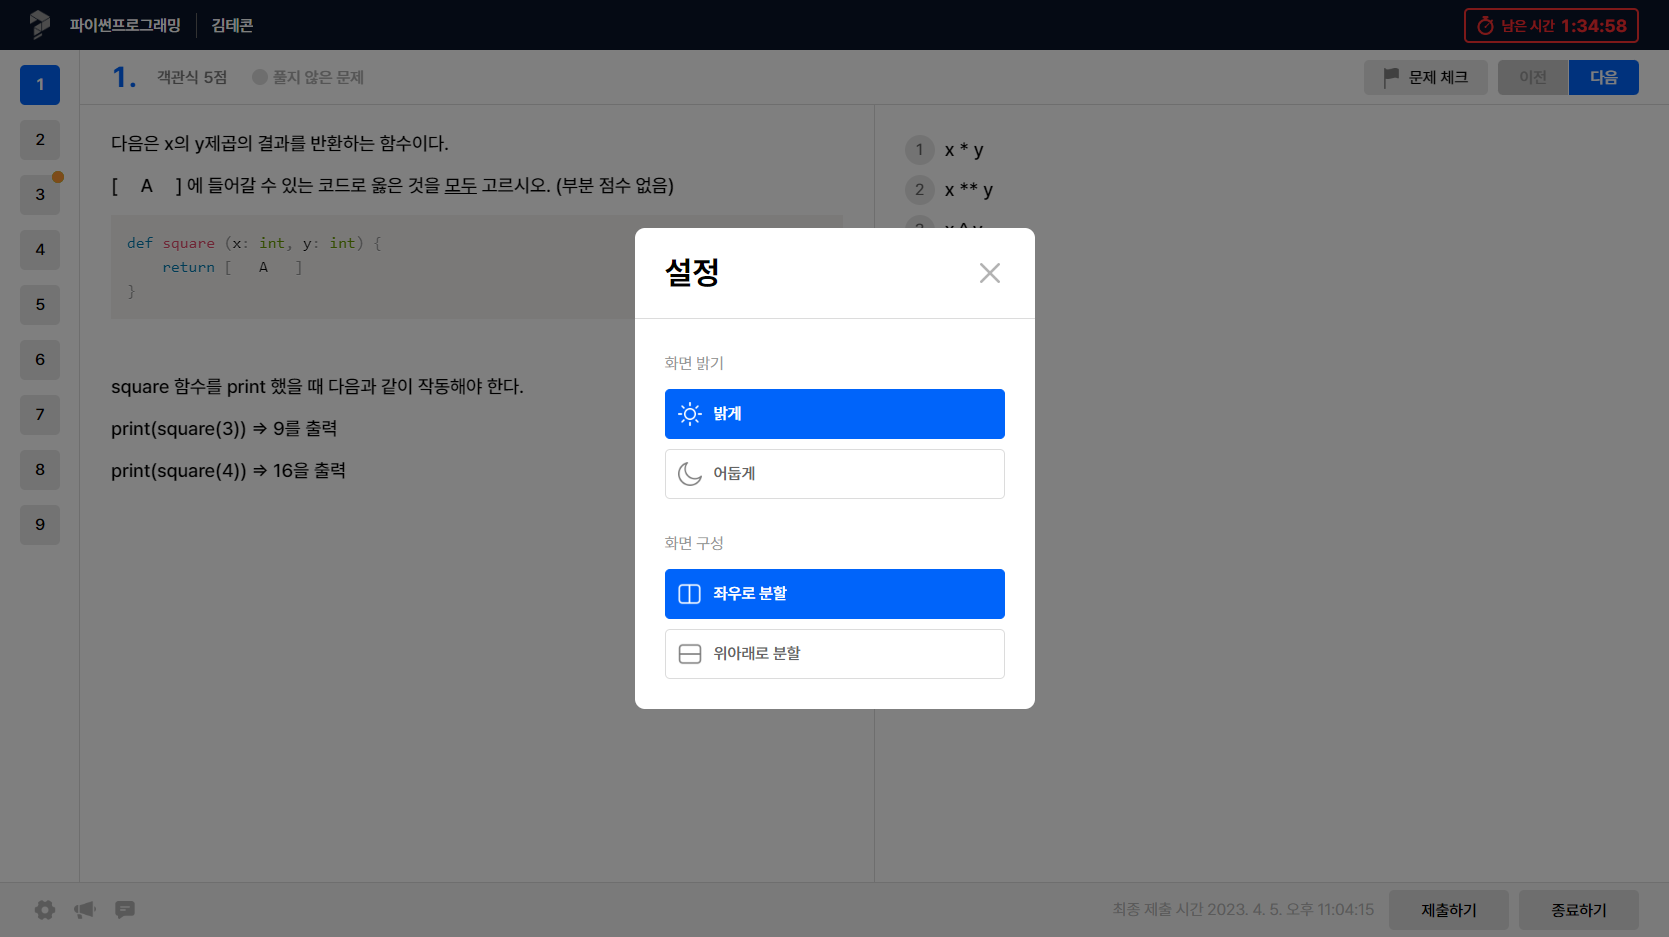 파이썬프로그래밍 김테콘
남은 시간 1:34:58
1
2
3
4
5
6
7
8
9
1. 객관식 5점 풀지 않은 문제
문제 체크 이전 다음
다음은 x의 y제곱의 결과를 반환하는 함수이다.
[ A ] 에 들어갈 수 있는 코드로 옳은 것을 모두 고르시오. (부분 점수 없음)
def square (x: int, y: int) {
return [ A ]
}
square 함수를 print 했을 때 다음과 같이 작동해야 한다.
print(square(3)) ⇒ 9를 출력
print(square(4)) ⇒ 16을 출력
1 x * y
2 x ** y
설정
화면 밝기
밝게
어둡게
화면 구성
좌우로 분할
위아래로 분할
최종 제출 시간 2023. 4. 5. 오후 11:04:15
제출하기
종료하기